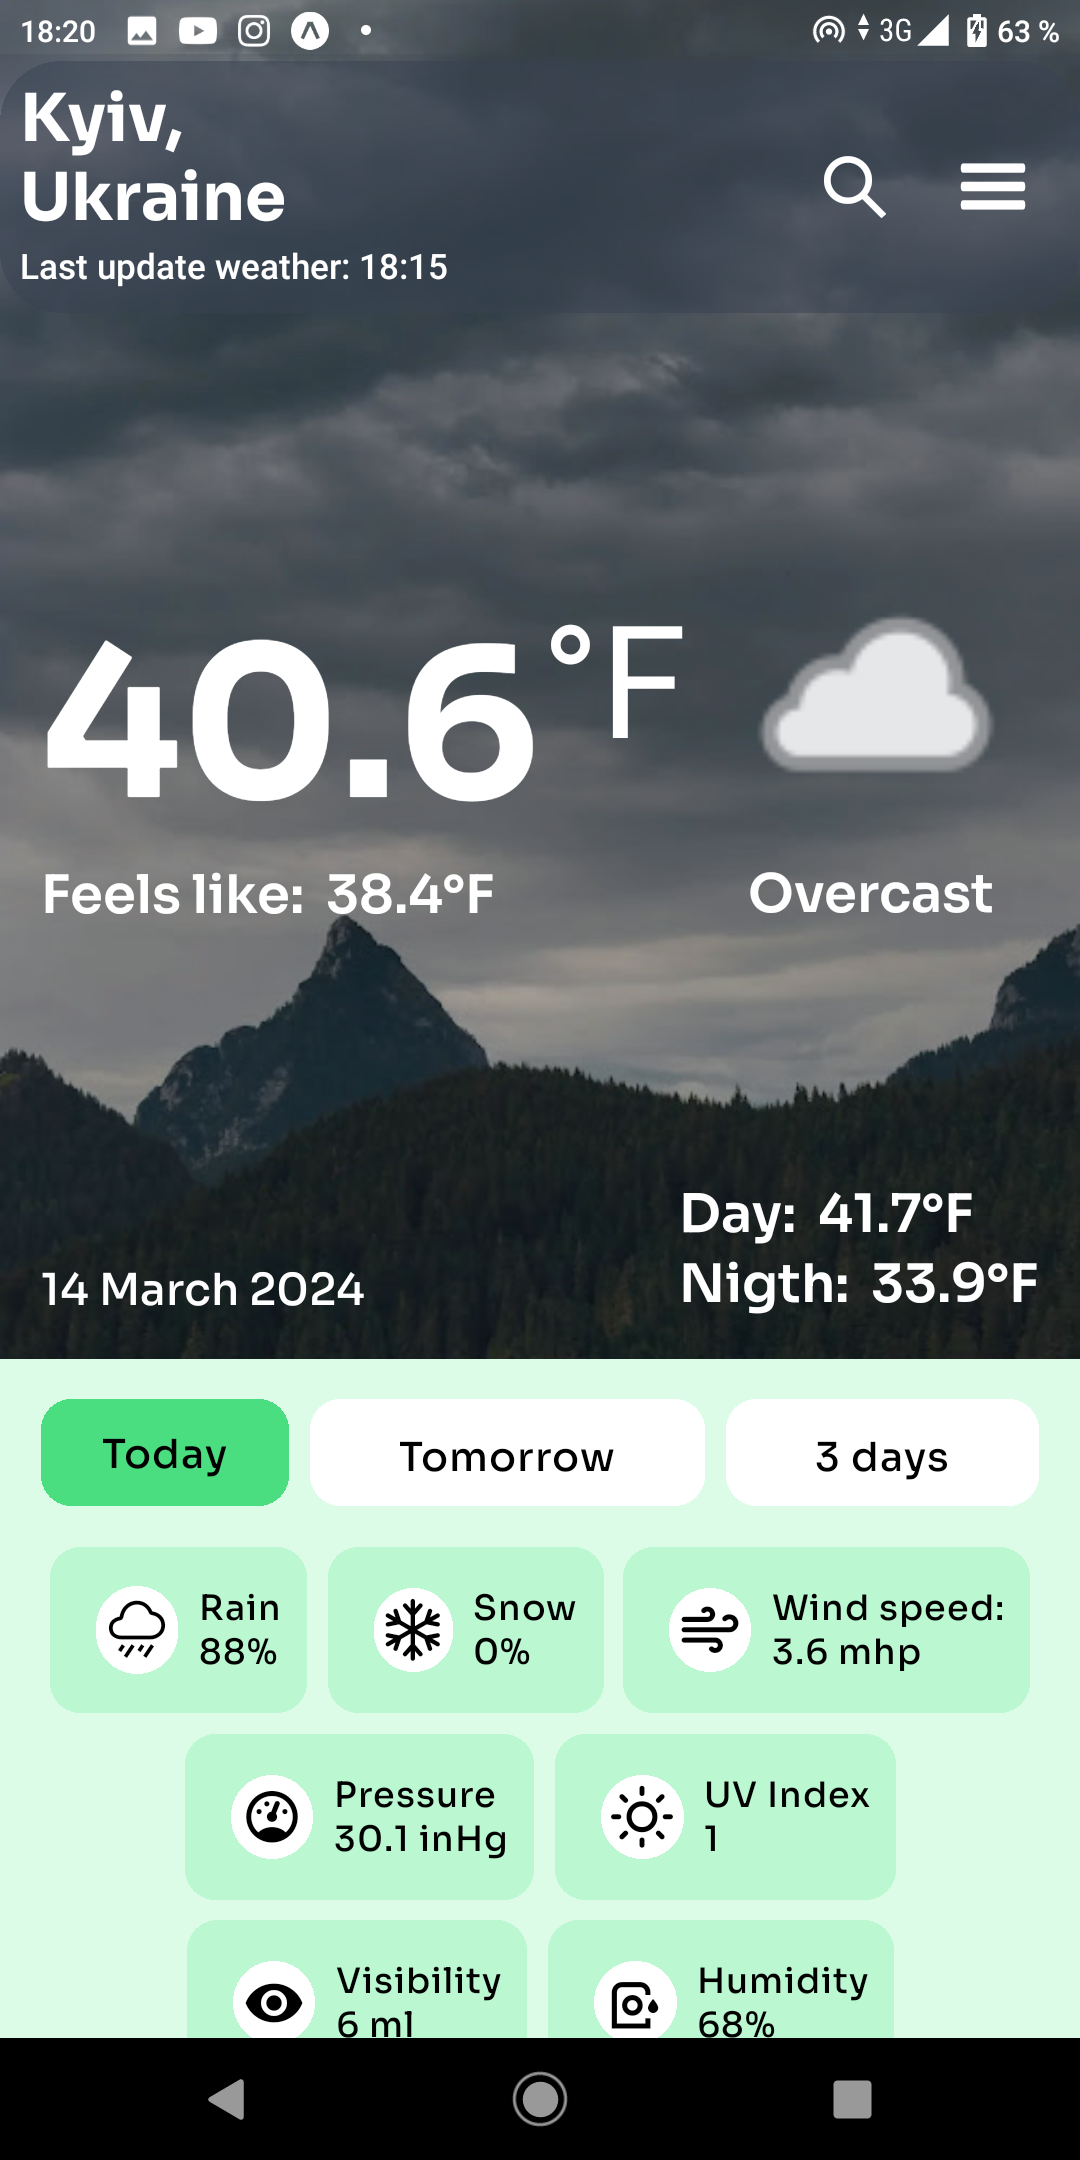 18:20
3G
63 %
Kyiv,
Ukraine
Last update weather: 18:15
40.6°F
Feels like: 38.4°F
Overcast
Day: 41.7°F
Nigth: 33.9°F
14 March 2024
Today
Tomorrow
3 days
Rain
88%
Snow
0%
Wind speed:
3.6 mhp
Pressure
30.1 inHg
UV Index
1
Visibility
6 ml
Humidity
68%